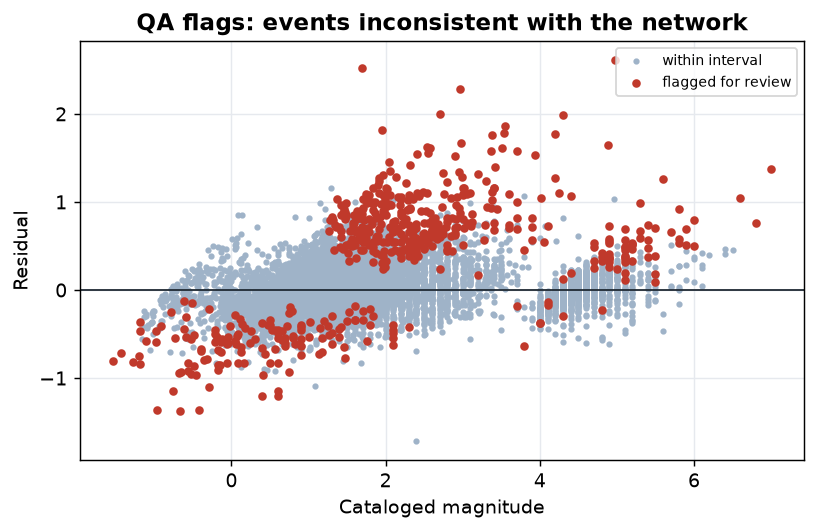 QA flags: events inconsistent with the network
within interval
flagged for review
Residual
2
1
0
−1
0
2
4
6
Cataloged magnitude